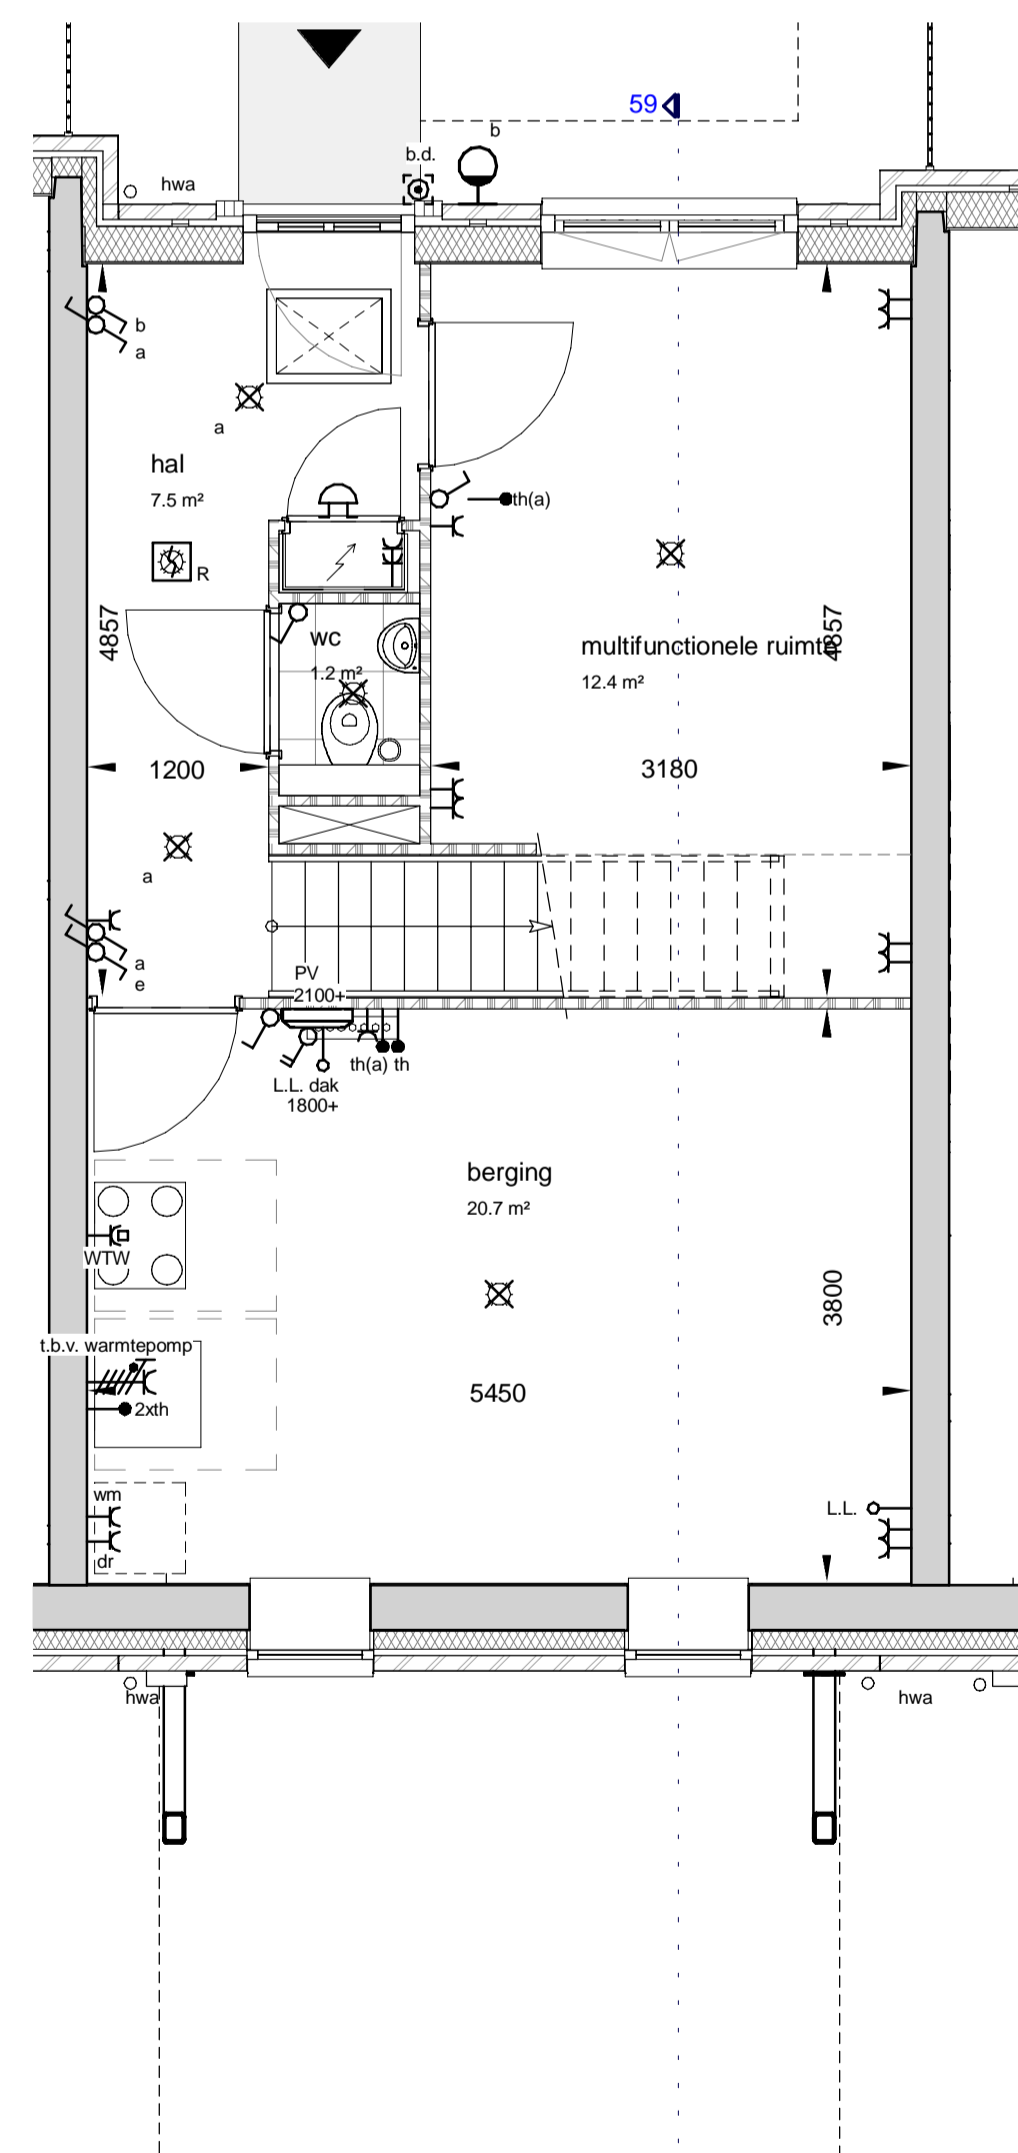 59
b
b.d.
hwa
b
a
a
hal
7.5 m²
th(a)
R
4857
wc
1.2 m²
multifunctionele ruimte
4857
12.4 m²
1200
3180
a
a
e
PV
2100+
th(a) th
L.L. dak
1800+
berging
20.7 m²
WTW
3800
t.b.v. warmtepomp
5450
2xth
wm
L.L.
dr
hwa
hwa